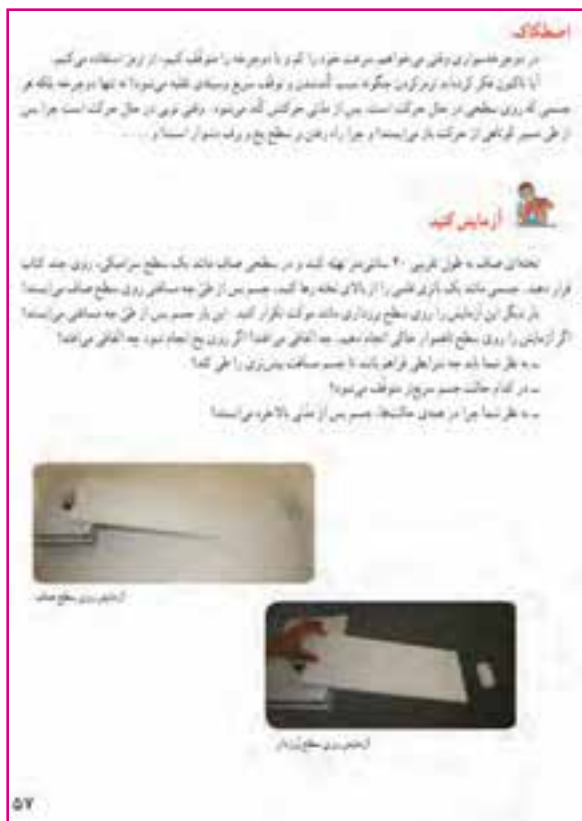 اصطکاک
در دوچرخه‌سواری وقتی می‌خواهیم سرعت خود را کم و یا دوچرخه را متوقف کنیم، از ترمز استفاده می‌کنیم.
آیا تاکنون فکر کرده‌اید ترمزکردن چگونه سبب کُندشدن و توقف سریع وسیله‌ی نقلیه می‌شود؟ نه تنها دوچرخه بلکه هر
جسمی که روی سطحی در حال حرکت است، پس از مدتی حرکتش کُند می‌شود. وقتی توپی در حال حرکت است چرا پس
از طی مسیر کوتاهی از حرکت باز می‌ایستد؟ و چرا راه رفتن بر سطح یخ و برف دشوار است؟ و ....
آزمایش کنید
تخته‌ای صاف به طول تقریبی ۴۰ سانتی‌متر تهیه کنید و در سطحی صاف مانند یک سطح سرامیکی، روی چند کتاب
قرار دهید. جسمی مانند یک باتری قلمی را از بالای تخته رها کنید، جسم پس از طیّ چه مسافتی روی سطح صاف می‌ایستد؟
بار دیگر این آزمایش را روی سطح پرزداری مانند موکت تکرار کنید. این بار جسم پس از طیّ چه مسافتی می‌ایستد؟
اگر آزمایش را روی سطح ناهموار خاکی انجام دهیم، چه اتفاقی می‌افتد؟ اگر روی یخ انجام شود چه اتفاقی می‌افتد؟
ـ به نظر شما باید چه شرایطی فراهم باشد تا جسم مسافت بیش‌تری را طی کند؟
ـ در کدام حالت جسم سریع‌تر متوقف می‌شود؟
ـ به نظر شما چرا در همه‌ی حالت‌ها، جسم پس از مدتی بالاخره می‌ایستد؟
آزمایش روی سطح صاف
آزمایش روی سطح پُرزدار
۵۷